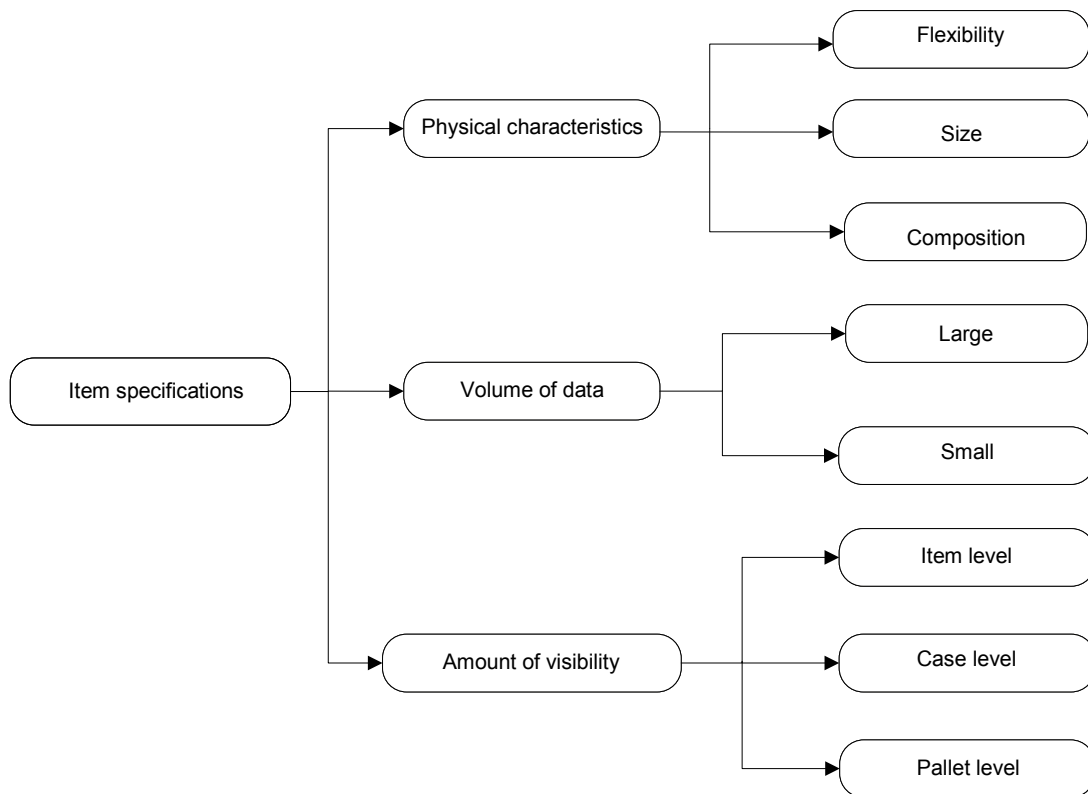 Flexibility
Physical characteristics
Size
Composition
Large
Item specifications
Volume of data
Small
Item level
Amount of visibility
Case level
Pallet level